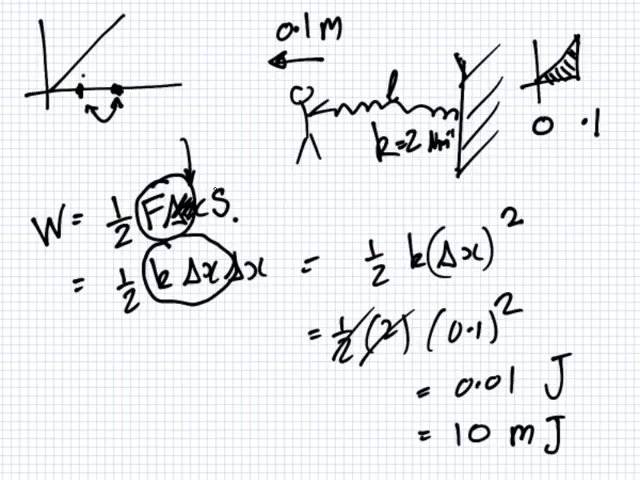 0.1 M
l
k=2 Nm⁻¹
0 .1
W = 1/2 F S.
= 1/2 k Δx Δx = 1/2 k(Δx)²
= 1/2 (2) (0.1)²
= 0.01 J
= 10 mJ